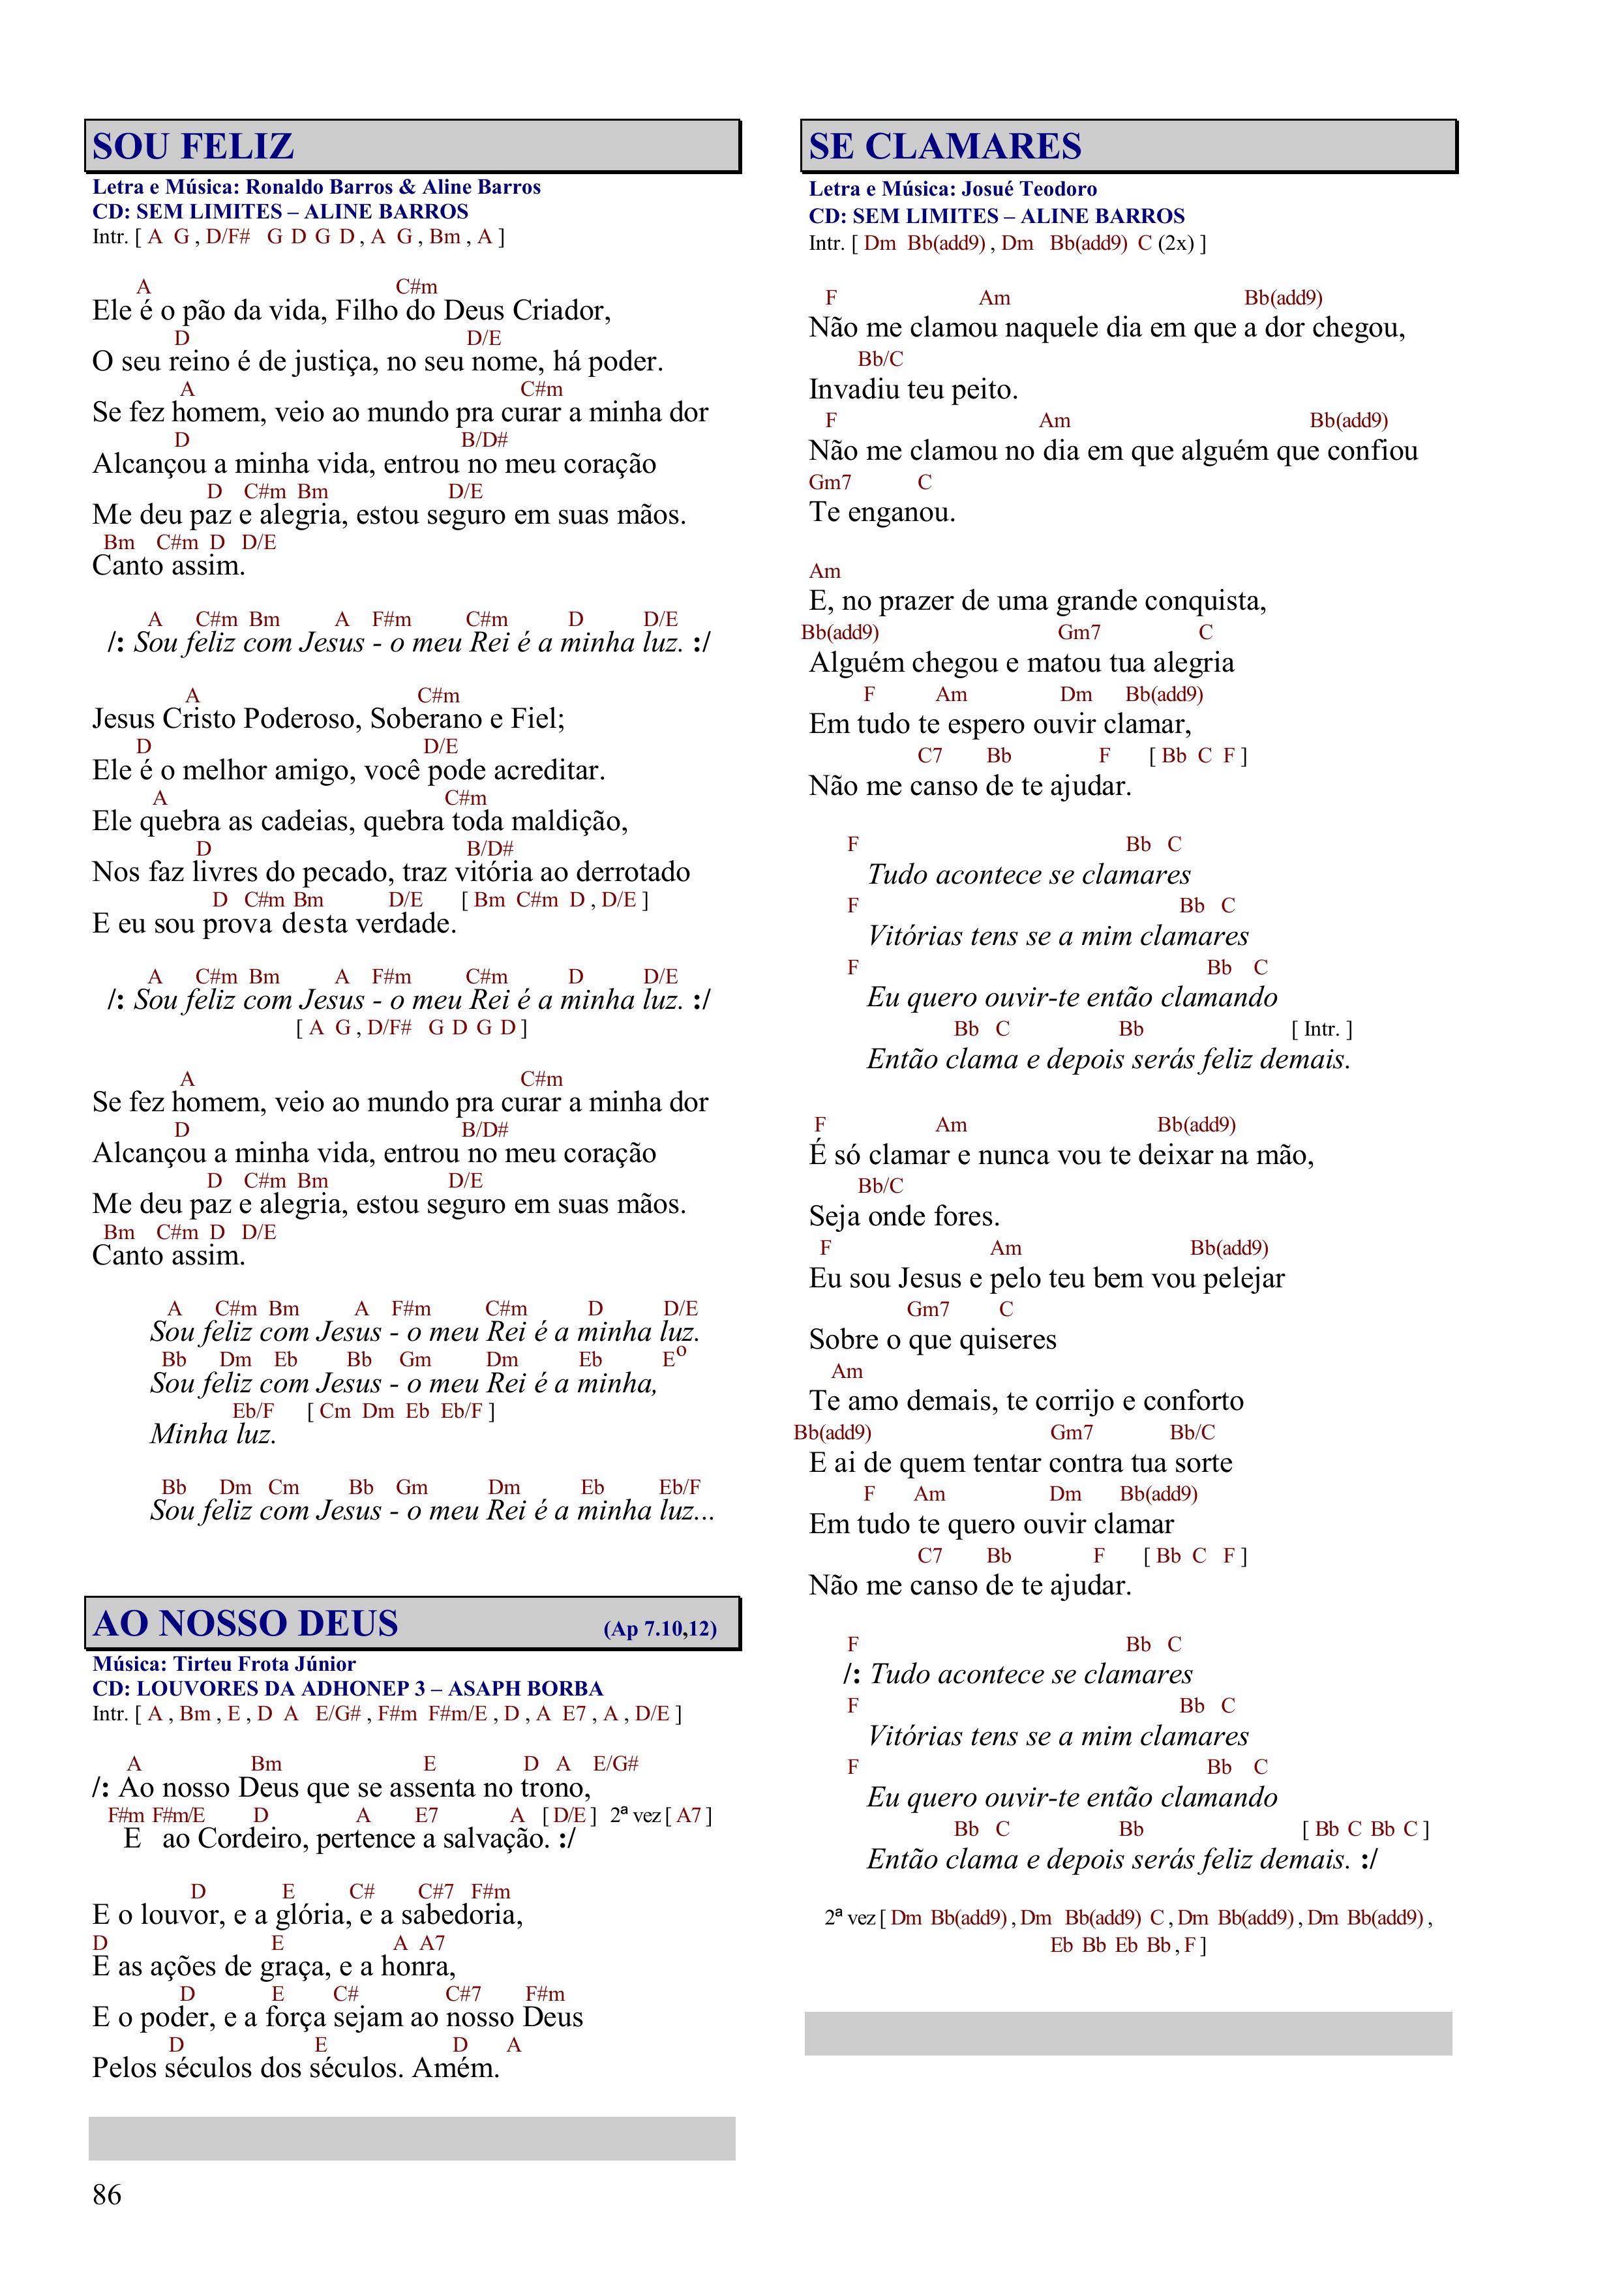 SOU FELIZ
Letra e Música: Ronaldo Barros & Aline Barros
CD: SEM LIMITES – ALINE BARROS
Intr. [ A G , D/F# G D G D , A G , Bm , A ]
A C#m
Ele é o pão da vida, Filho do Deus Criador,
D D/E
O seu reino é de justiça, no seu nome, há poder.
A C#m
Se fez homem, veio ao mundo pra curar a minha dor
D B/D#
Alcançou a minha vida, entrou no meu coração
D C#m Bm D/E
Me deu paz e alegria, estou seguro em suas mãos.
Bm C#m D D/E
Canto assim.
A C#m Bm A F#m C#m D D/E
/: Sou feliz com Jesus - o meu Rei é a minha luz. :/
A C#m
Jesus Cristo Poderoso, Soberano e Fiel;
D D/E
Ele é o melhor amigo, você pode acreditar.
A C#m
Ele quebra as cadeias, quebra toda maldição,
D B/D#
Nos faz livres do pecado, traz vitória ao derrotado
D C#m Bm D/E [ Bm C#m D , D/E ]
E eu sou prova desta verdade.
A C#m Bm A F#m C#m D D/E
/: Sou feliz com Jesus - o meu Rei é a minha luz. :/
[ A G , D/F# G D G D ]
A C#m
Se fez homem, veio ao mundo pra curar a minha dor
D B/D#
Alcançou a minha vida, entrou no meu coração
D C#m Bm D/E
Me deu paz e alegria, estou seguro em suas mãos.
Bm C#m D D/E
Canto assim.
A C#m Bm A F#m C#m D D/E
Sou feliz com Jesus - o meu Rei é a minha luz.
Bb Dm Eb Bb Gm Dm Eb Eº
Sou feliz com Jesus - o meu Rei é a minha,
Eb/F [ Cm Dm Eb Eb/F ]
Minha luz.
Bb Dm Cm Bb Gm Dm Eb Eb/F
Sou feliz com Jesus - o meu Rei é a minha luz...
AO NOSSO DEUS (Ap 7.10,12)
Música: Tirteu Frota Júnior
CD: LOUVORES DA ADHONEP 3 – ASAPH BORBA
Intr. [ A , Bm , E , D A E/G# , F#m F#m/E , D , A E7 , A , D/E ]
A Bm E D A E/G#
/: Ao nosso Deus que se assenta no trono,
F#m F#m/E D A E7 A [ D/E ] 2ª vez [ A7 ]
E ao Cordeiro, pertence a salvação. :/
D E C# C#7 F#m
E o louvor, e a glória, e a sabedoria,
D E A A7
E as ações de graça, e a honra,
D E C# C#7 F#m
E o poder, e a força sejam ao nosso Deus
D E D A
Pelos séculos dos séculos. Amém.
86
SE CLAMARES
Letra e Música: Josué Teodoro
CD: SEM LIMITES – ALINE BARROS
Intr. [ Dm Bb(add9) , Dm Bb(add9) C (2x) ]
F Am Bb(add9)
Não me clamou naquele dia em que a dor chegou,
Bb/C
Invadiu teu peito.
F Am Bb(add9)
Não me clamou no dia em que alguém que confiou
Gm7 C
Te enganou.
Am
E, no prazer de uma grande conquista,
Bb(add9) Gm7 C
Alguém chegou e matou tua alegria
F Am Dm Bb(add9)
Em tudo te espero ouvir clamar,
C7 Bb F [ Bb C F ]
Não me canso de te ajudar.
F Bb C
Tudo acontece se clamares
F Bb C
Vitórias tens se a mim clamares
F Bb C
Eu quero ouvir-te então clamando
Bb C Bb [ Intr. ]
Então clama e depois serás feliz demais.
F Am Bb(add9)
É só clamar e nunca vou te deixar na mão,
Bb/C
Seja onde fores.
F Am Bb(add9)
Eu sou Jesus e pelo teu bem vou pelejar
Gm7 C
Sobre o que quiseres
Am
Te amo demais, te corrijo e conforto
Bb(add9) Gm7 Bb/C
E ai de quem tentar contra tua sorte
F Am Dm Bb(add9)
Em tudo te quero ouvir clamar
C7 Bb F [ Bb C F ]
Não me canso de te ajudar.
F Bb C
/: Tudo acontece se clamares
F Bb C
Vitórias tens se a mim clamares
F Bb C
Eu quero ouvir-te então clamando
Bb C Bb [ Bb C Bb C ]
Então clama e depois serás feliz demais. :/
2ª vez [ Dm Bb(add9) , Dm Bb(add9) C , Dm Bb(add9) , Dm Bb(add9) ,
Eb Bb Eb Bb , F ]